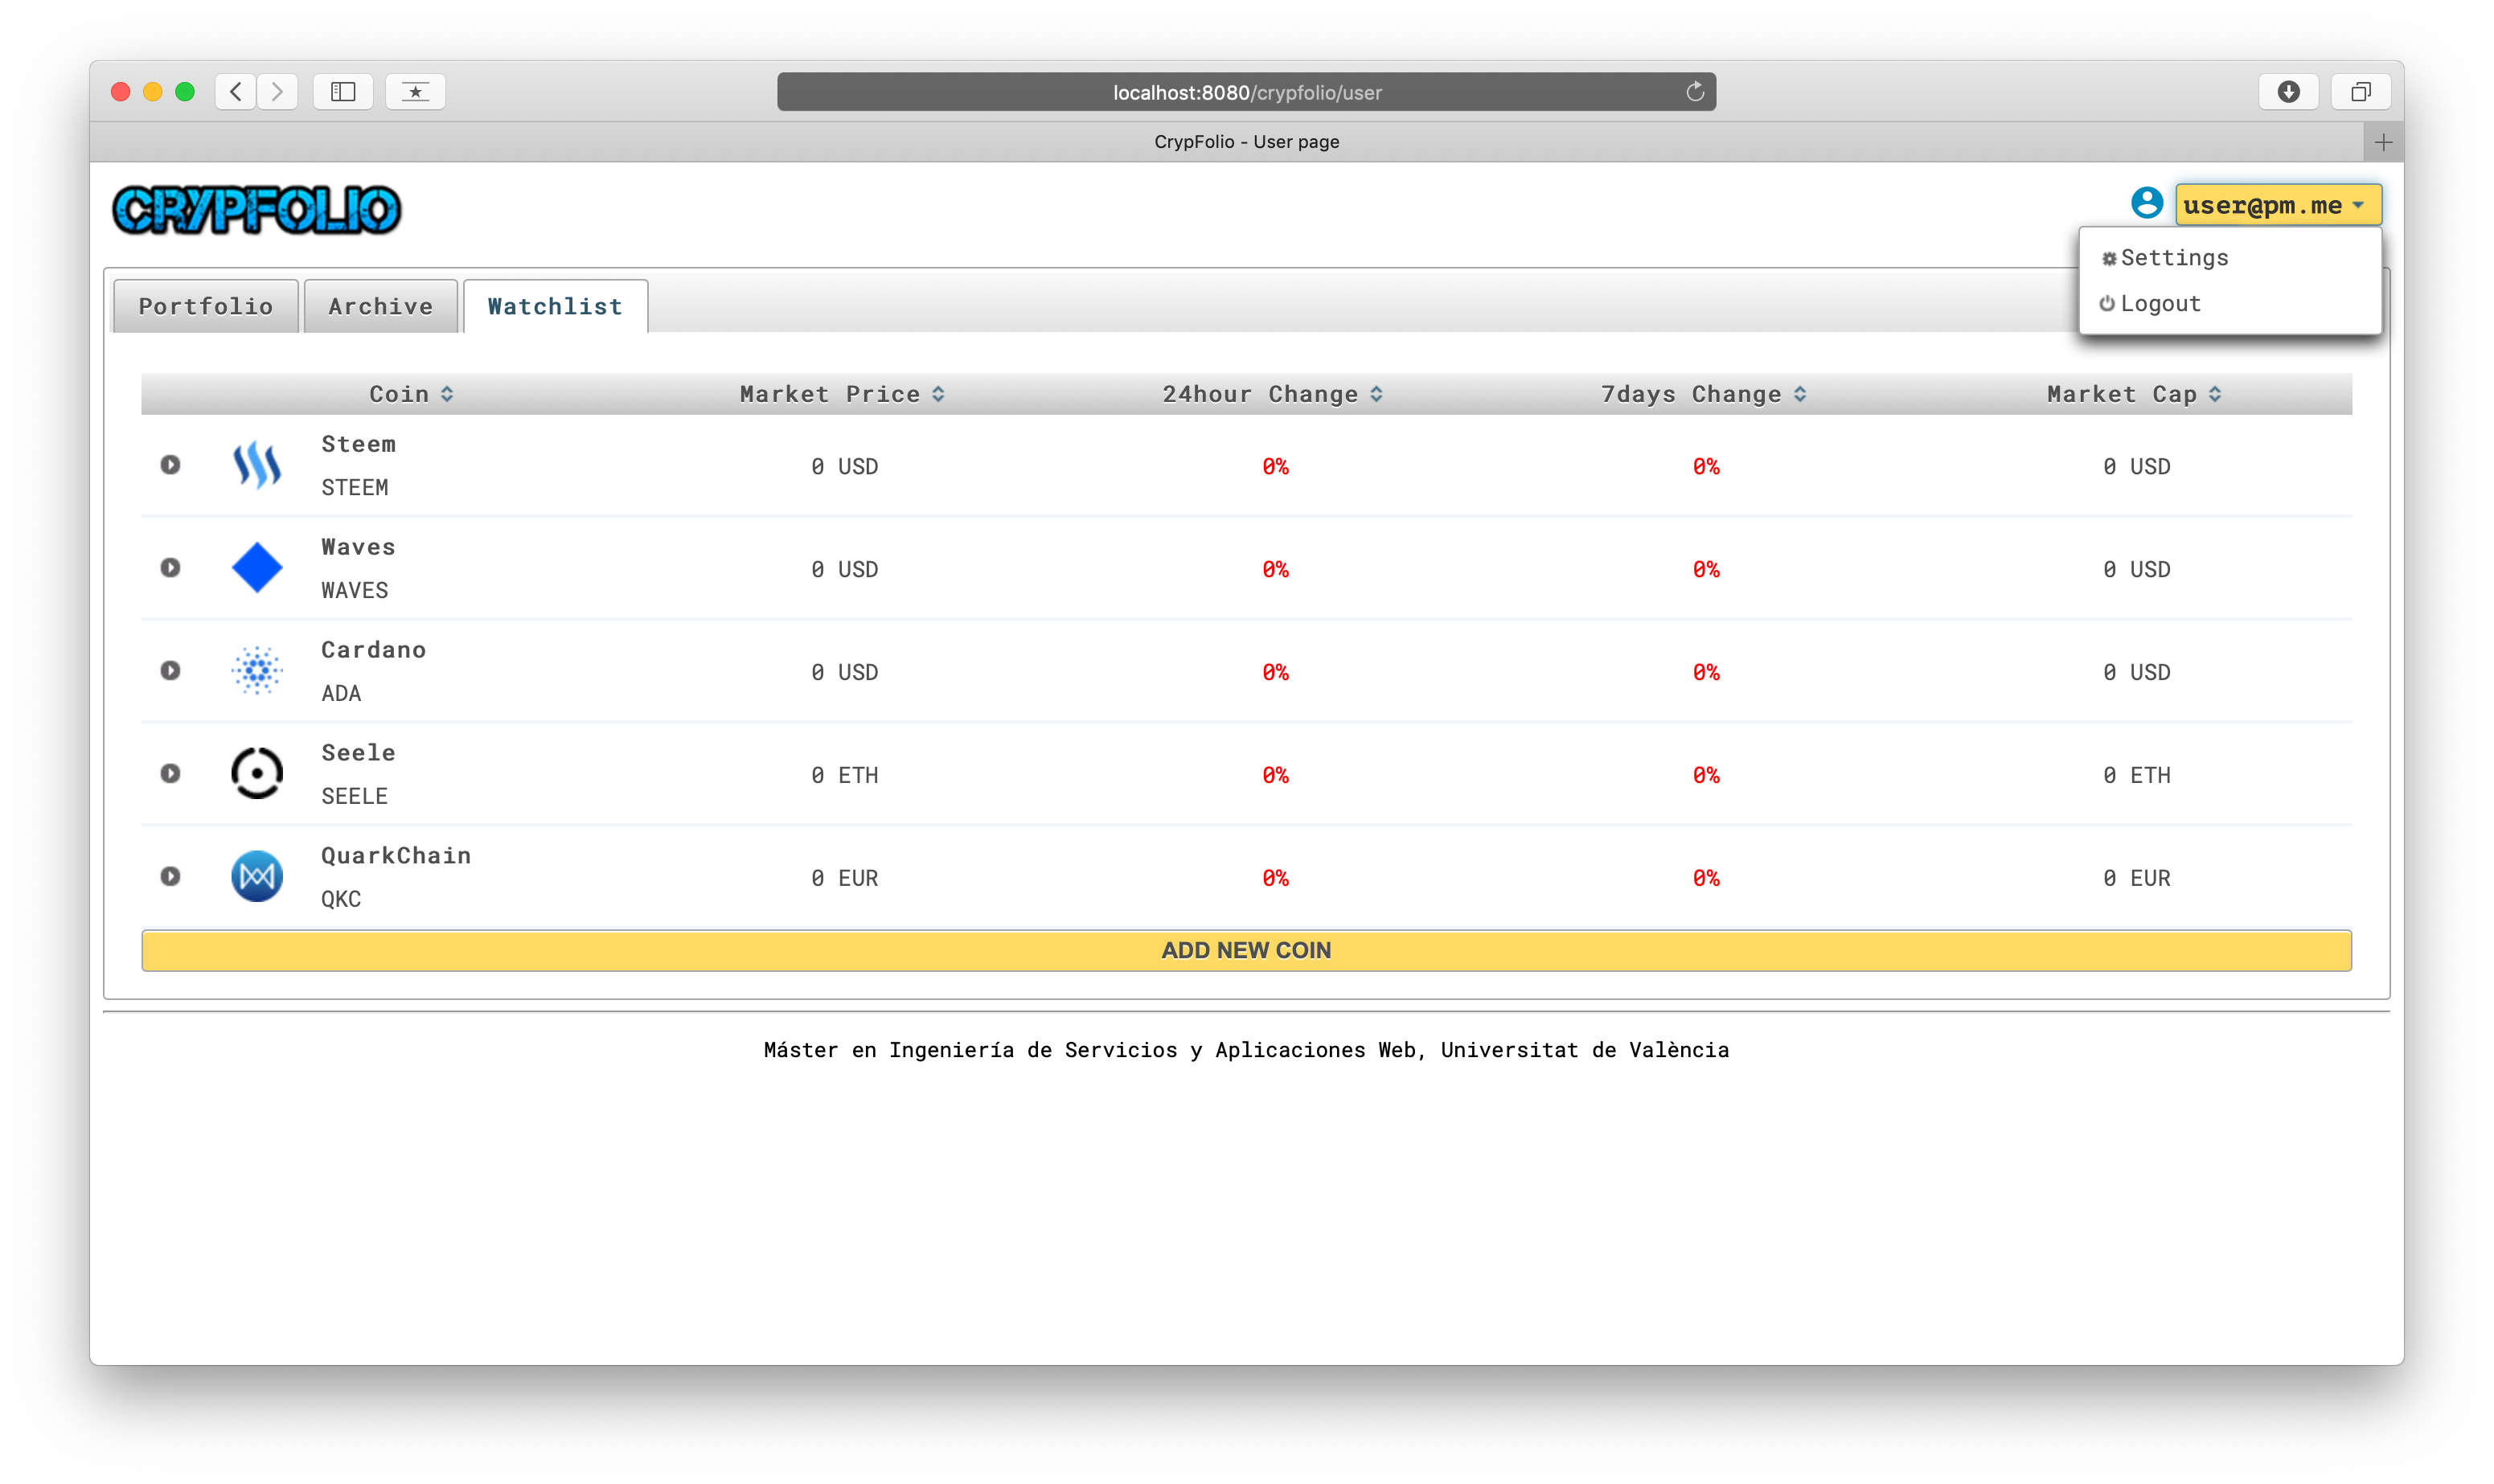 localhost:8080/crypfolio/user
CrypFolio - User page
CRYPFOLIO
user@pm.me
Settings
Logout
Portfolio Archive Watchlist
Coin Market Price 24hour Change 7days Change Market Cap
Steem
STEEM
0 USD 0% 0% 0 USD
Waves
WAVES
0 USD 0% 0% 0 USD
Cardano
ADA
0 USD 0% 0% 0 USD
Seele
SEELE
0 ETH 0% 0% 0 ETH
QuarkChain
QKC
0 EUR 0% 0% 0 EUR
ADD NEW COIN
Máster en Ingeniería de Servicios y Aplicaciones Web, Universitat de València